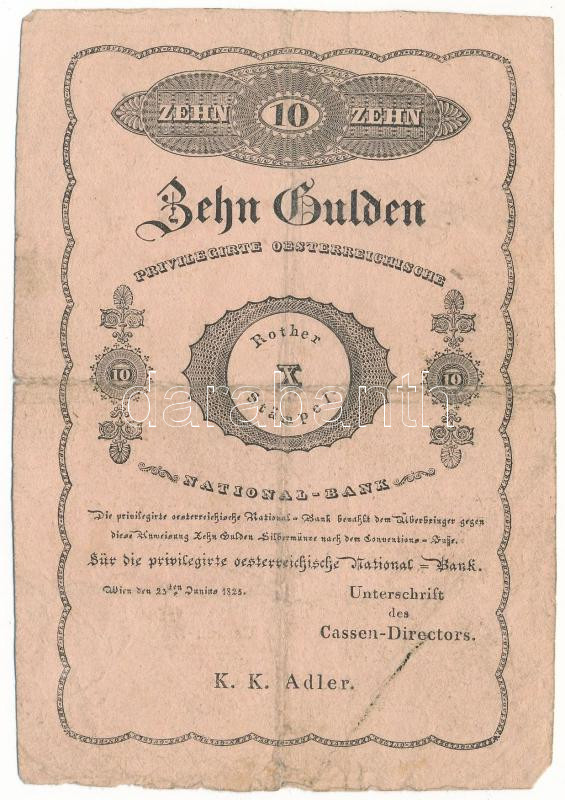 ZEHN 10 ZEHN
Zehn Gulden
PRIVILEGIRTE OESTERREICHISCHE
Rother
X
Stämpel
10 10
darabanth
NATIONAL-BANK
Die privilegirte oesterreichische National = Bank bezahlt dem Uiberbringer gegen
diese Anweisung Zehn Gulden Silbermünze nach dem Conventions = Fusse.
Für die privilegirte oesterreichische National = Bank.
Wien den 23ten Junius 1825.
Unterschrift
des
Cassen-Directors.
K. K. Adler.